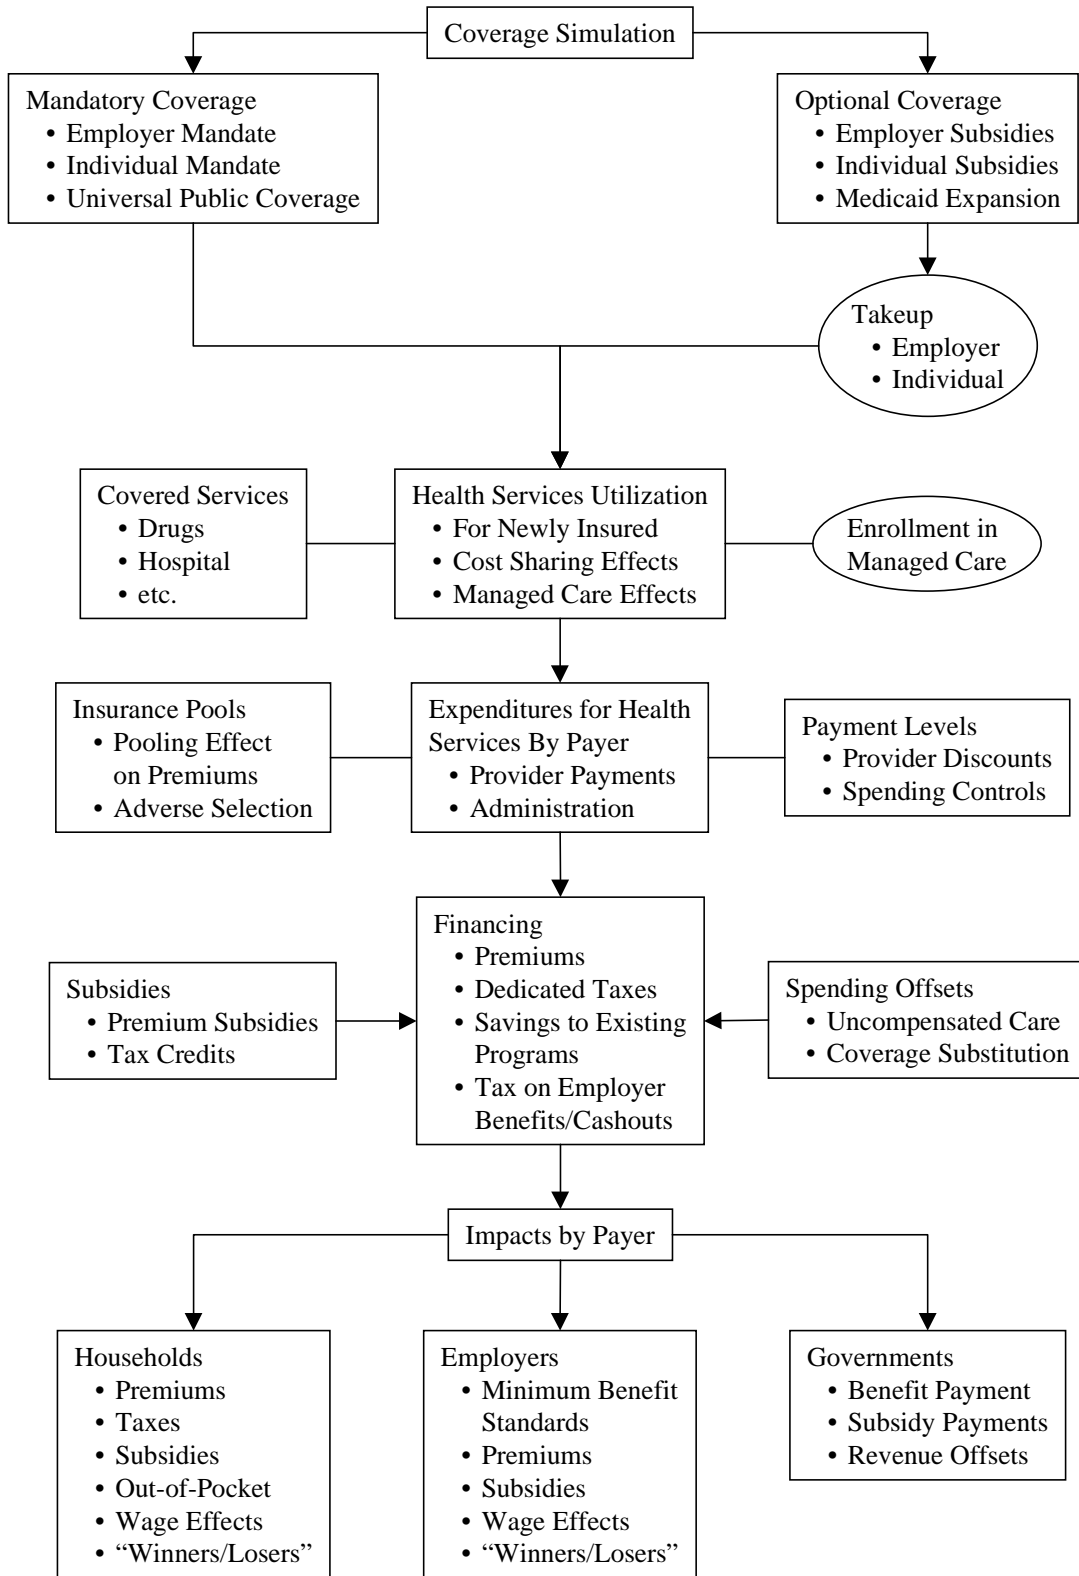 Coverage Simulation
Mandatory Coverage
• Employer Mandate
• Individual Mandate
• Universal Public Coverage
Optional Coverage
• Employer Subsidies
• Individual Subsidies
• Medicaid Expansion
Takeup
• Employer
• Individual
Covered Services
• Drugs
• Hospital
• etc.
Health Services Utilization
• For Newly Insured
• Cost Sharing Effects
• Managed Care Effects
Enrollment in
Managed Care
Insurance Pools
• Pooling Effect
on Premiums
• Adverse Selection
Expenditures for Health
Services By Payer
• Provider Payments
• Administration
Payment Levels
• Provider Discounts
• Spending Controls
Subsidies
• Premium Subsidies
• Tax Credits
Financing
• Premiums
• Dedicated Taxes
• Savings to Existing
Programs
• Tax on Employer
Benefits/Cashouts
Spending Offsets
• Uncompensated Care
• Coverage Substitution
Impacts by Payer
Households
• Premiums
• Taxes
• Subsidies
• Out-of-Pocket
• Wage Effects
• “Winners/Losers”
Employers
• Minimum Benefit
Standards
• Premiums
• Subsidies
• Wage Effects
• “Winners/Losers”
Governments
• Benefit Payment
• Subsidy Payments
• Revenue Offsets